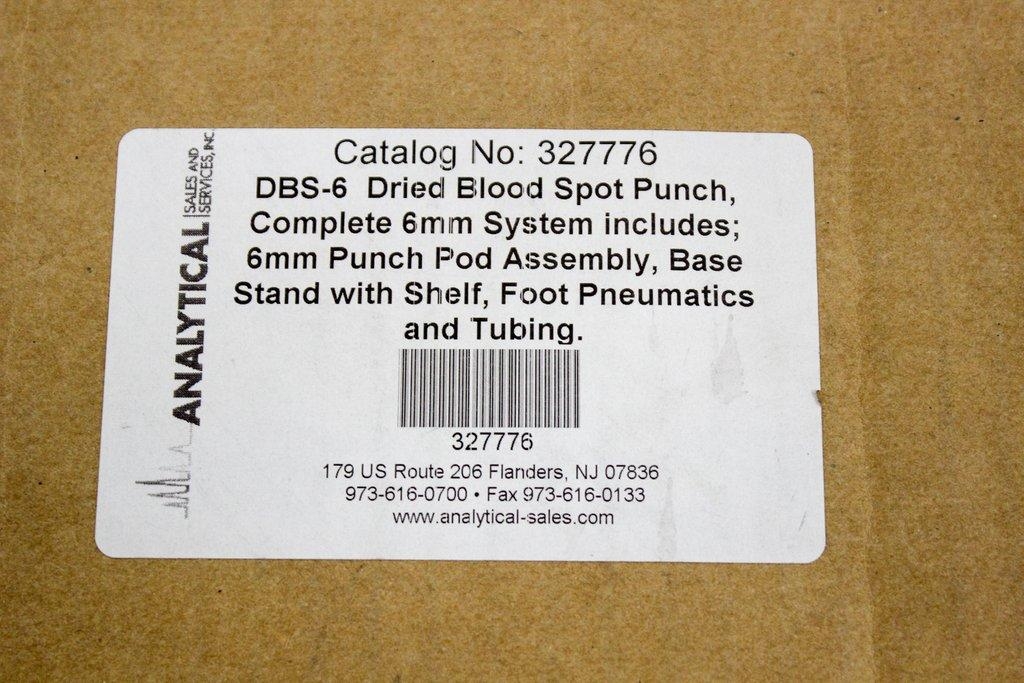 ANALYTICAL
SALES AND
SERVICES, INC.
Catalog No: 327776
DBS-6 Dried Blood Spot Punch,
Complete 6mm System includes;
6mm Punch Pod Assembly, Base
Stand with Shelf, Foot Pneumatics
and Tubing.
327776
179 US Route 206 Flanders, NJ 07836
973-616-0700 • Fax 973-616-0133
www.analytical-sales.com